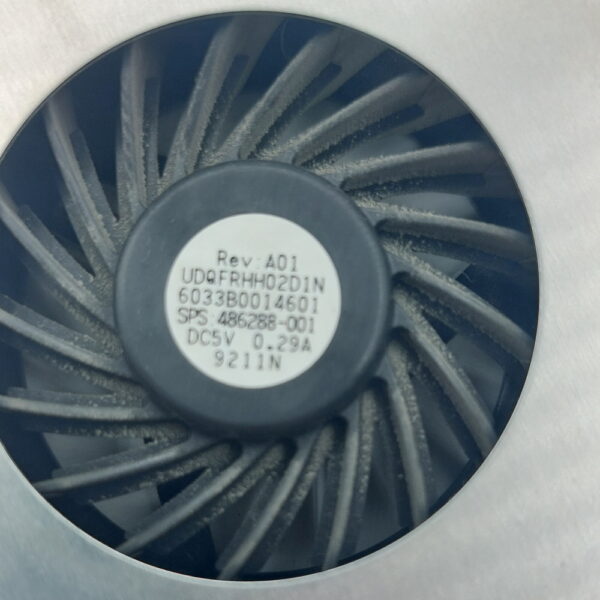 Rev:A01
UDQFRHH02D1N
6033B0014601
SPS:486288-001
DC5V 0.29A
9211N